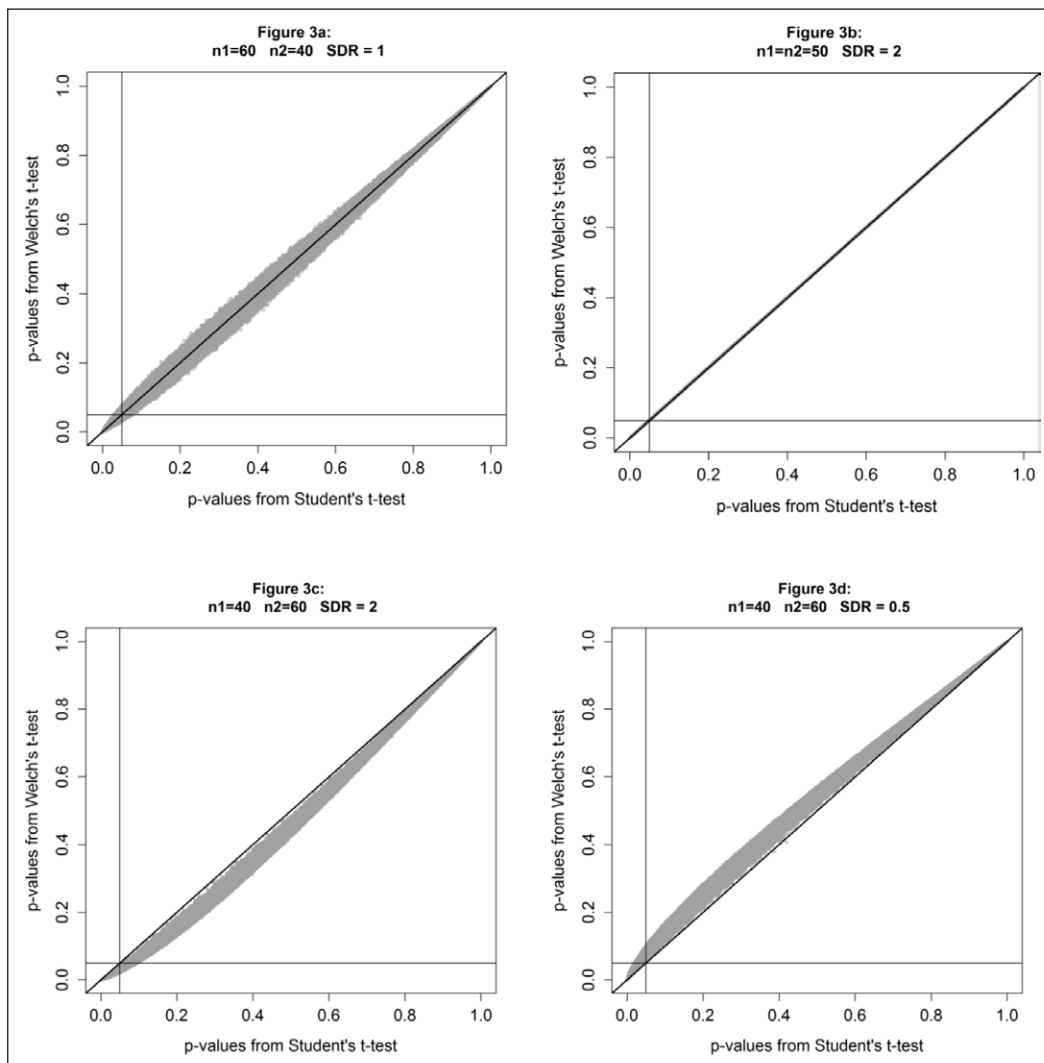 Figure 3a:
n1=60 n2=40 SDR = 1
p-values from Welch's t-test
1.0
0.8
0.6
0.4
0.2
0.0
0.0 0.2 0.4 0.6 0.8 1.0
p-values from Student's t-test
Figure 3b:
n1=n2=50 SDR = 2
p-values from Welch's t-test
1.0
0.8
0.6
0.4
0.2
0.0
0.0 0.2 0.4 0.6 0.8 1.0
p-values from Student's t-test
Figure 3c:
n1=40 n2=60 SDR = 2
p-values from Welch's t-test
1.0
0.8
0.6
0.4
0.2
0.0
0.0 0.2 0.4 0.6 0.8 1.0
p-values from Student's t-test
Figure 3d:
n1=40 n2=60 SDR = 0.5
p-values from Welch's t-test
1.0
0.8
0.6
0.4
0.2
0.0
0.0 0.2 0.4 0.6 0.8 1.0
p-values from Student's t-test